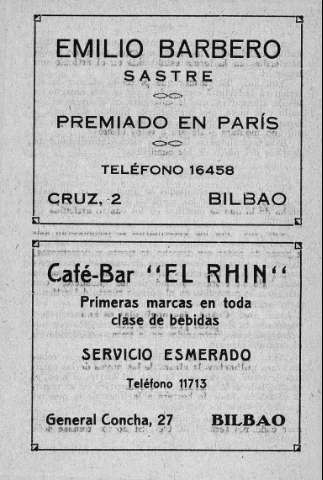 EMILIO BARBERO
SASTRE
PREMIADO EN PARÍS
TELÉFONO 16458
CRUZ, 2 BILBAO
Café-Bar "EL RHIN"
Primeras marcas en toda
clase de bebidas
SERVICIO ESMERADO
Teléfono 11713
General Concha, 27 BILBAO